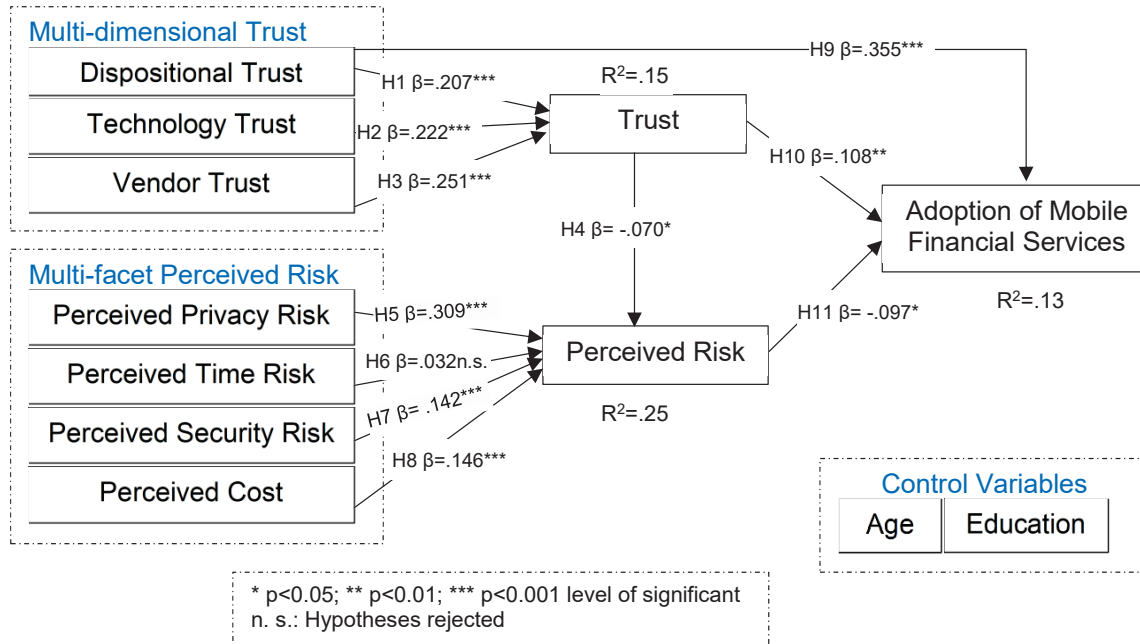 Multi-dimensional Trust
Dispositional Trust
Technology Trust
Vendor Trust
H1 β=.207***
H2 β=.222***
H3 β=.251***
R²=.15
Trust
H9 β=.355***
H10 β=.108**
H4 β= -.070*
Adoption of Mobile
Financial Services
R²=.13
Multi-facet Perceived Risk
Perceived Privacy Risk
Perceived Time Risk
Perceived Security Risk
Perceived Cost
H5 β=.309***
H6 β=.032n.s.
H7 β= .142***
H8 β=.146***
Perceived Risk
R²=.25
H11 β= -.097*
Control Variables
Age
Education
* p<0.05; ** p<0.01; *** p<0.001 level of significant
n. s.: Hypotheses rejected